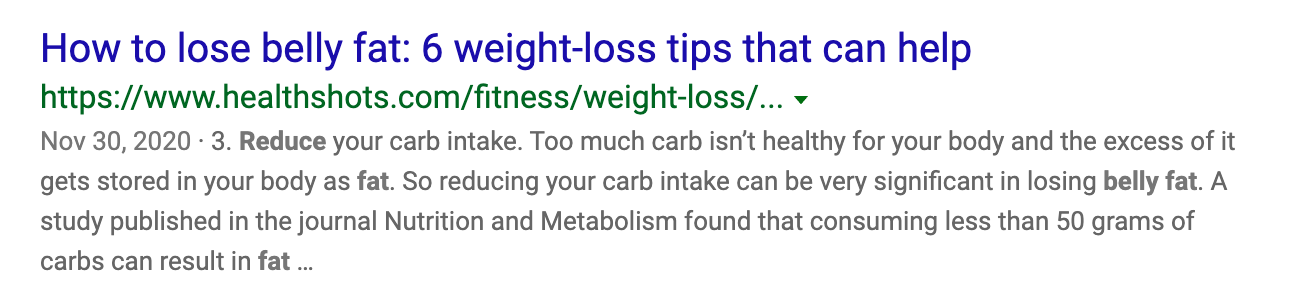 How to lose belly fat: 6 weight-loss tips that can help
https://www.healthshots.com/fitness/weight-loss/...
Nov 30, 2020 · 3. Reduce your carb intake. Too much carb isn’t healthy for your body and the excess of it
gets stored in your body as fat. So reducing your carb intake can be very significant in losing belly fat. A
study published in the journal Nutrition and Metabolism found that consuming less than 50 grams of
carbs can result in fat ...